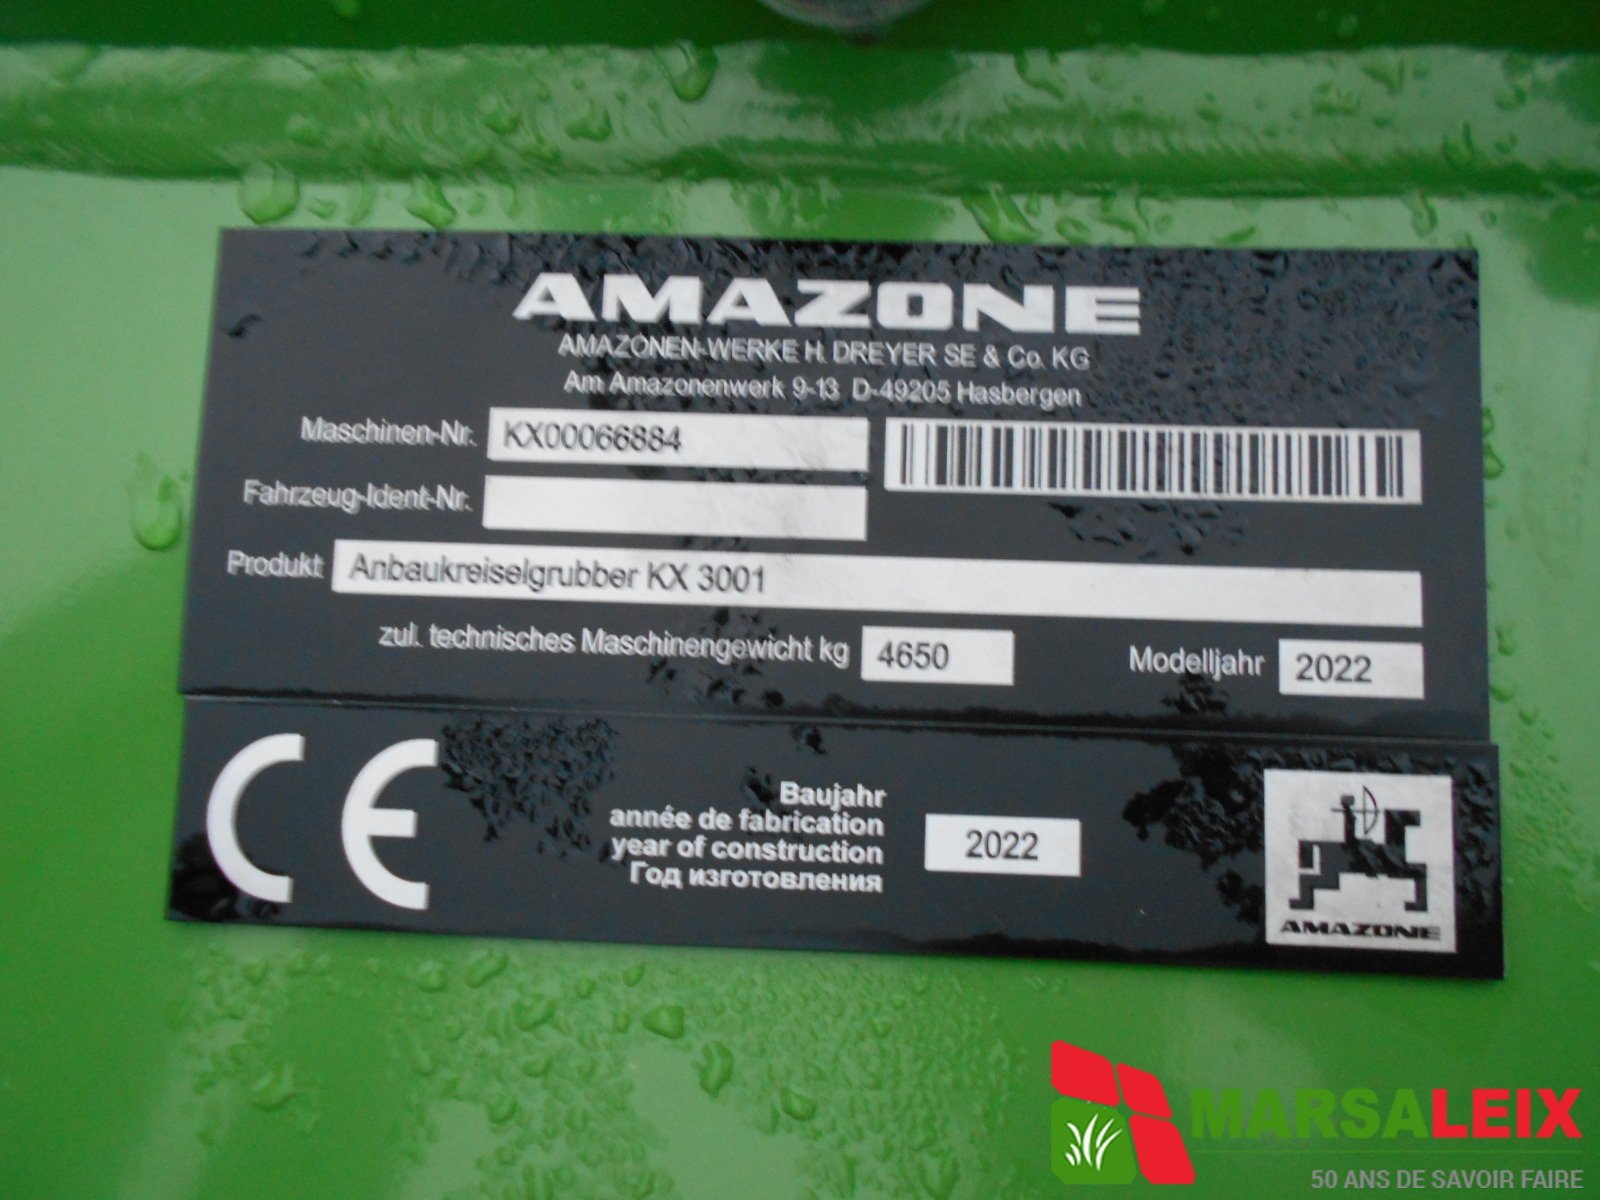 AMAZONE
AMAZONEN-WERKE H. DREYER SE & Co. KG
Am Amazonenwerk 9-13 D-49205 Hasbergen
Maschinen-Nr. KX00066884
Fahrzeug-Ident-Nr.
Produkt Anbaukreiselgrubber KX 3001
zul. technisches Maschinengewicht kg 4650 Modelljahr 2022
CE
Baujahr
année de fabrication
year of construction
Год изготовления
2022
AMAZONE
MARSALEIX
50 ANS DE SAVOIR FAIRE